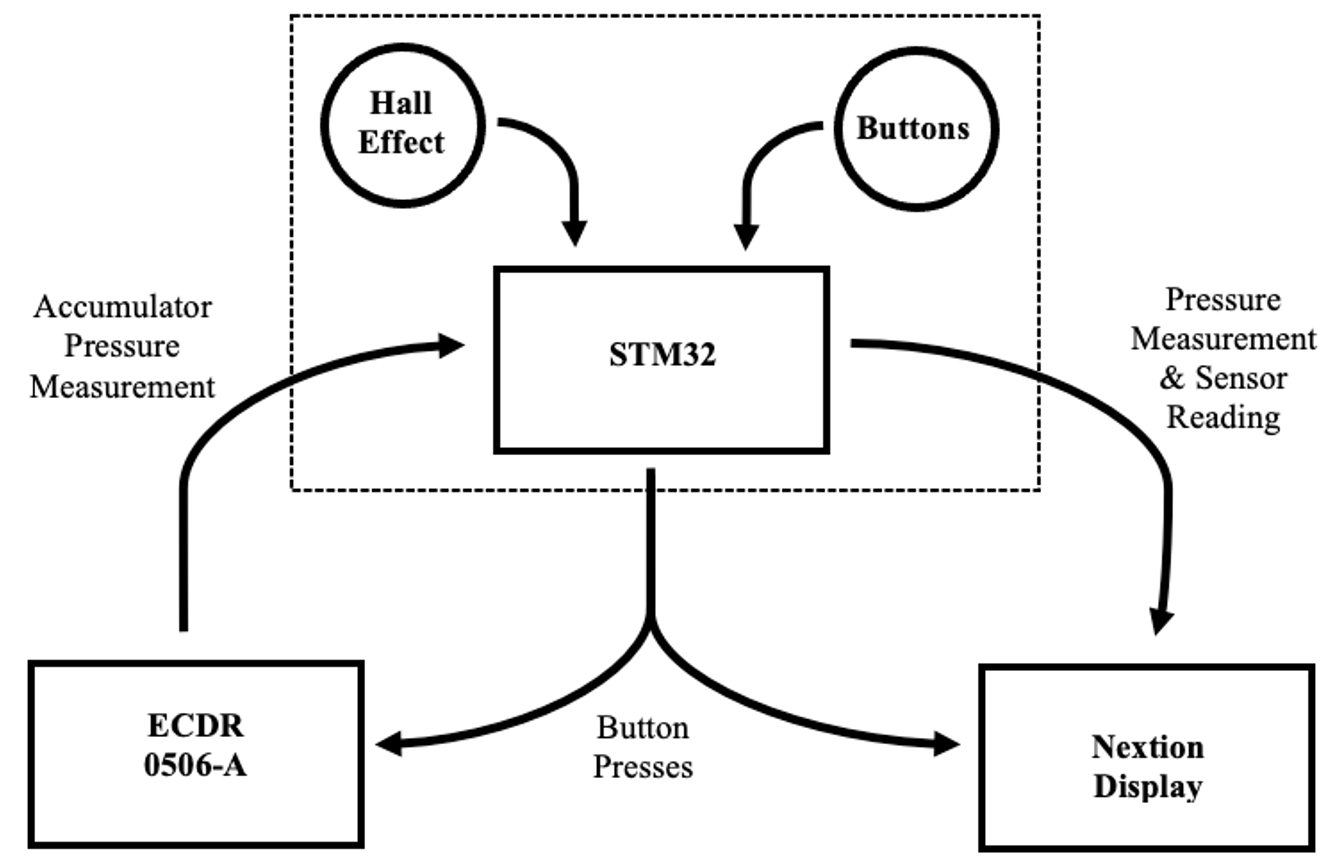 Hall
Effect
Buttons
Accumulator
Pressure
Measurement
STM32
Pressure
Measurement
& Sensor
Reading
ECDR
0506-A
Button
Presses
Nextion
Display